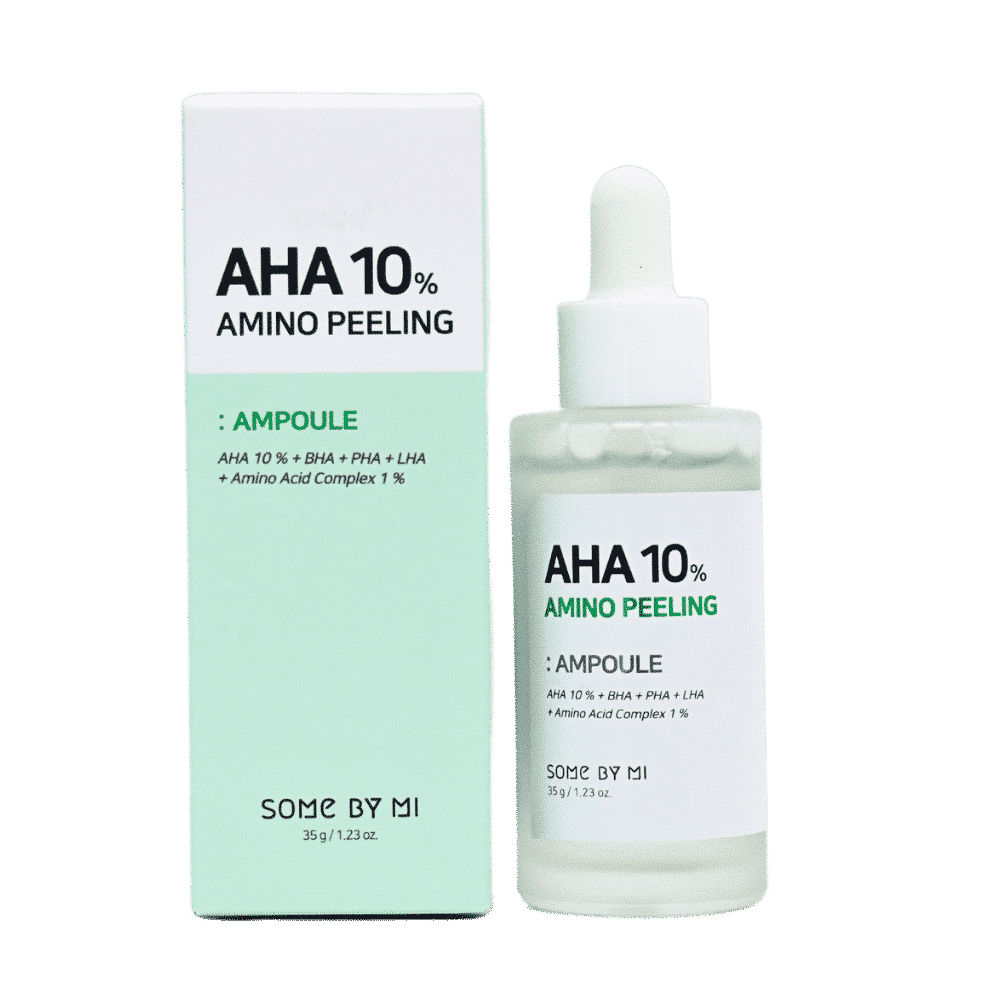 AHA 10%
AMINO PEELING
: AMPOULE
AHA 10 % + BHA + PHA + LHA
+ Amino Acid Complex 1 %
SOME BY MI
35 g / 1.23 oz.
AHA 10%
AMINO PEELING
: AMPOULE
AHA 10 % + BHA + PHA + LHA
+ Amino Acid Complex 1 %
SOME BY MI
35 g / 1.23 oz.